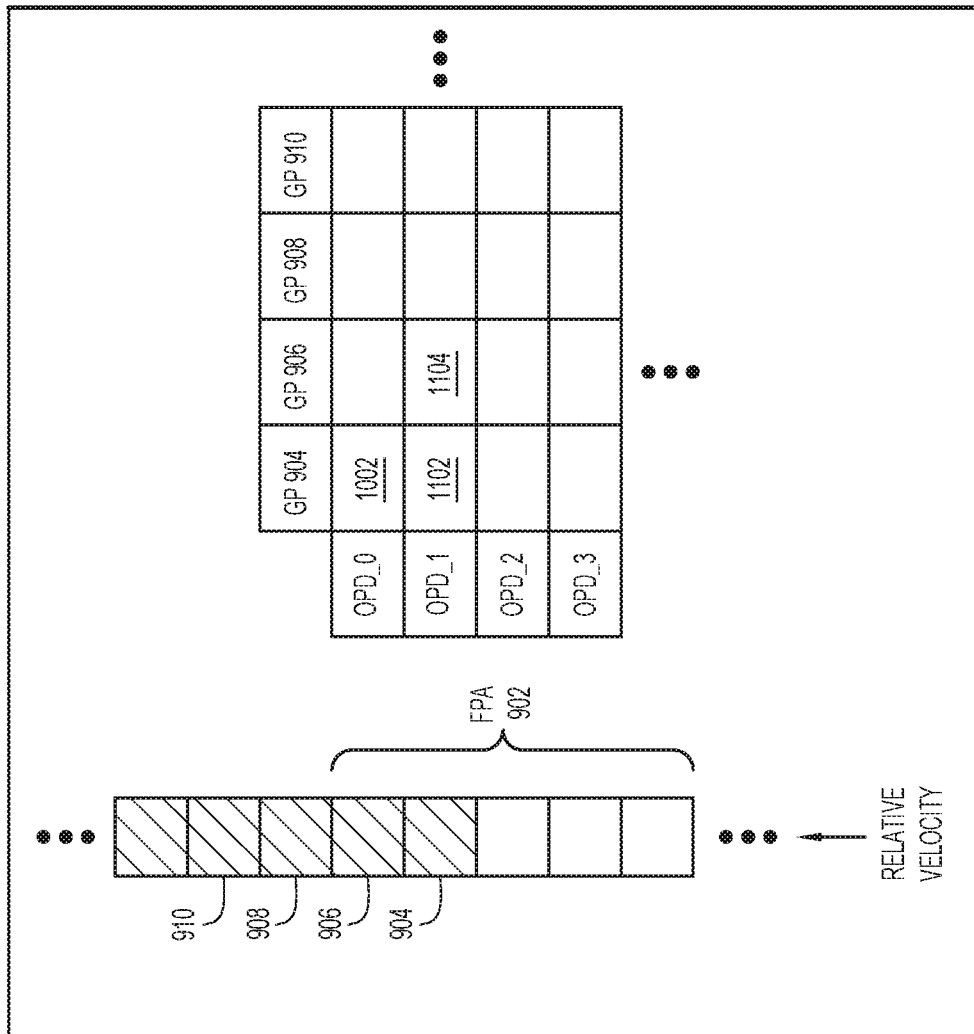 GP 904
GP 906
GP 908
GP 910
OPD_0
1002
OPD_1
1102
1104
OPD_2
OPD_3
910
908
906
904
FPA
902
RELATIVE
VELOCITY